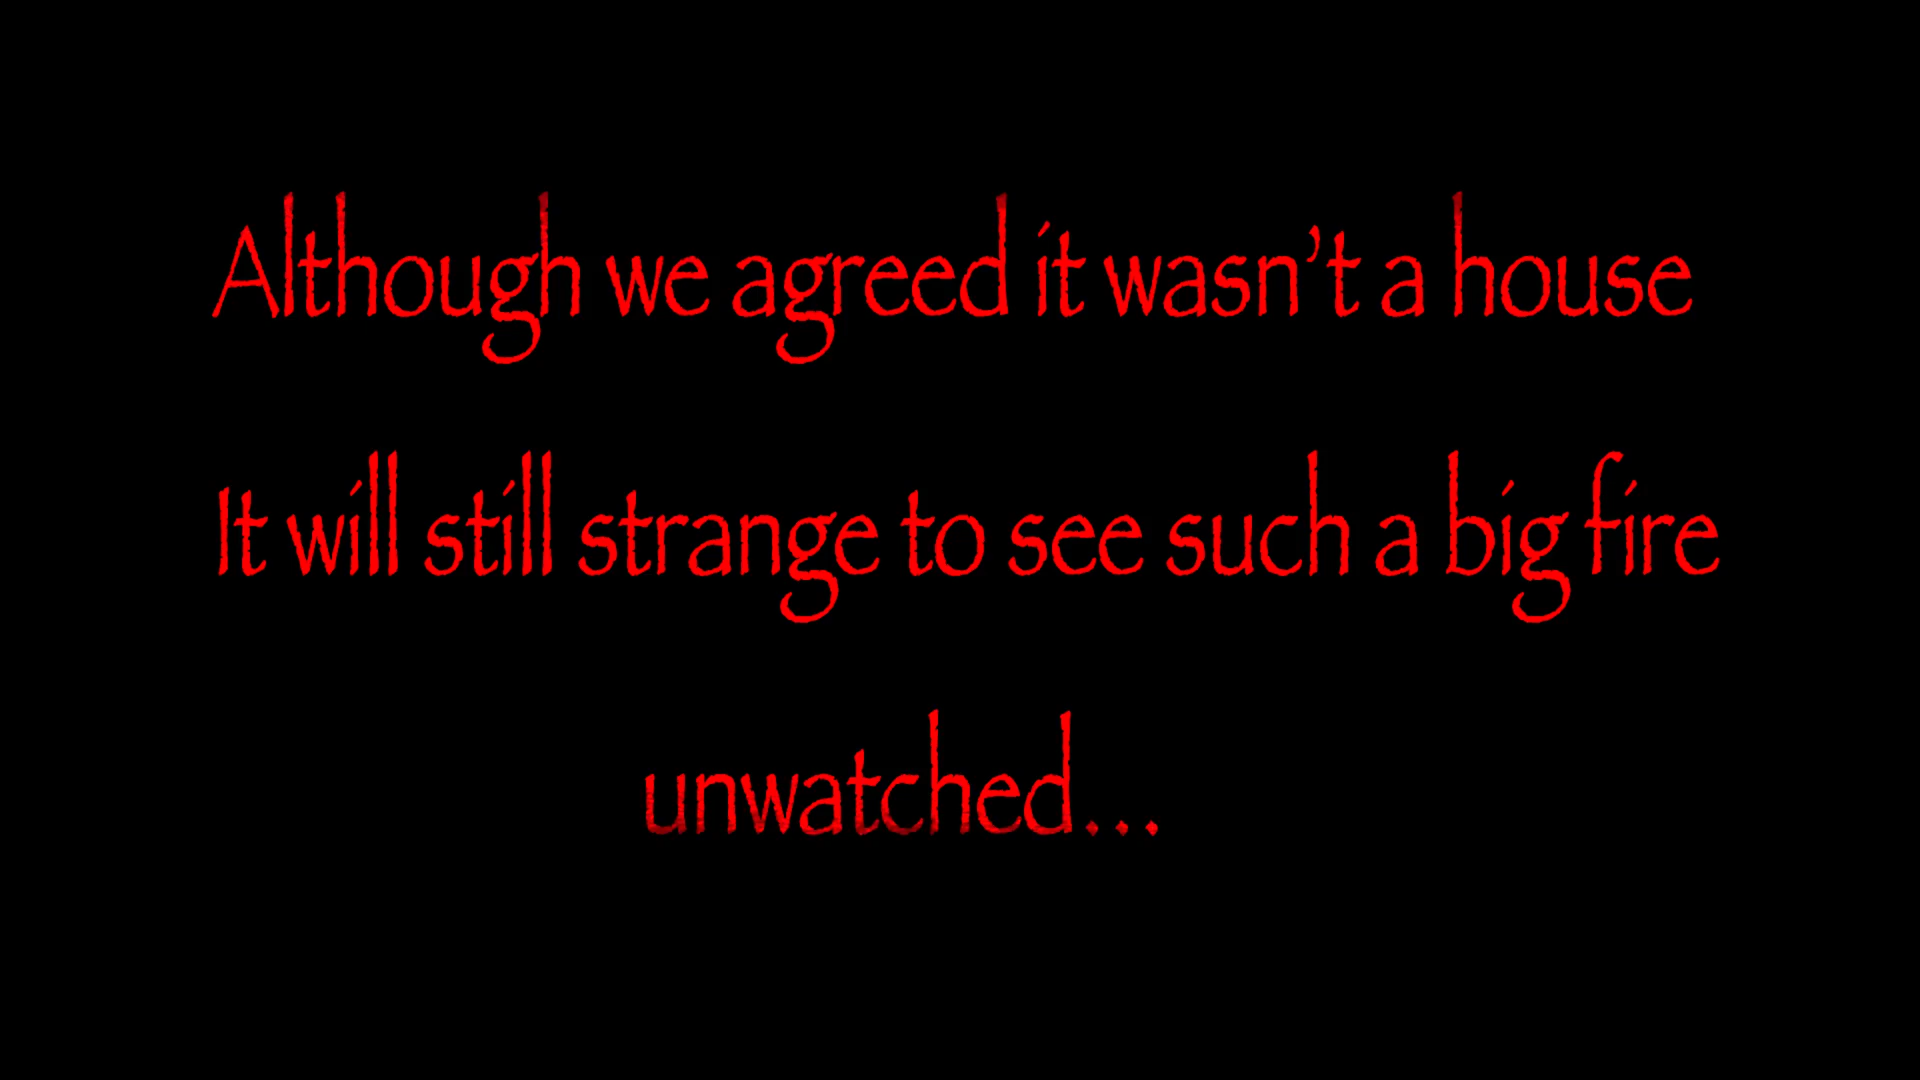 Although we agreed it wasn't a house
It will still strange to see such a big fire
unwatched...